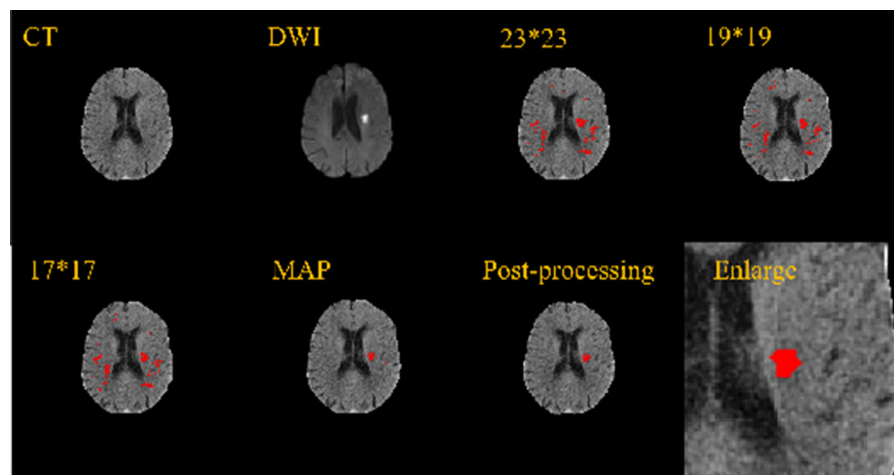 CT
DWI
23*23
19*19
17*17
MAP
Post-processing
Enlarge